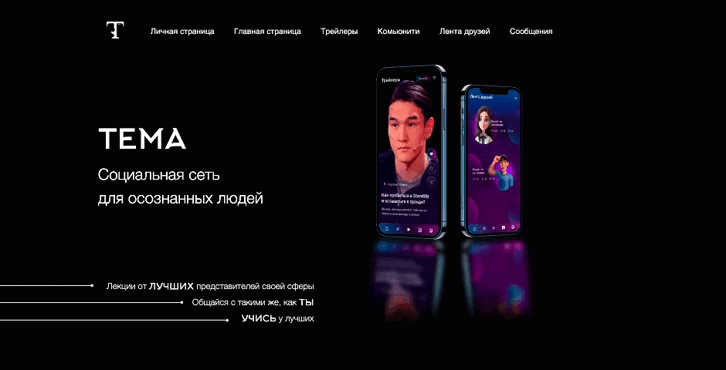 T
Личная страница
Главная страница
Трейлеры
Комьюнити
Лента друзей
Сообщения
ТЕМА
Социальная сеть
для осознанных людей
Трейлеры
Лента друзей
Как пробиться в StandUp
и оставаться в тренде?
Лекции от ЛУЧШИХ представителей своей сферы
Общайся с такими же, как ТЫ
УЧИСЬ у лучших